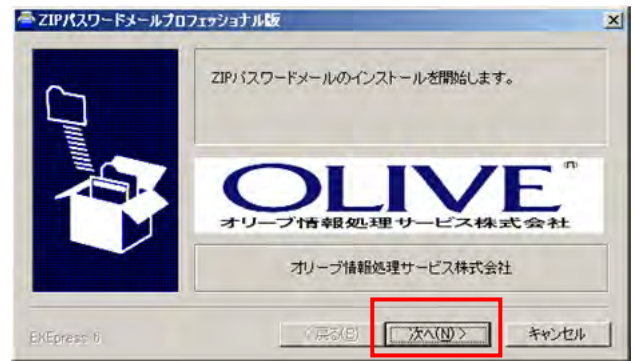 ZIPパスワードメールプロフェッショナル版
ZIPパスワードメールのインストールを開始します。
OLIVE
オリーブ情報処理サービス株式会社
オリーブ情報処理サービス株式会社
EXEpress 6
<戻る(B) 次へ(N)> キャンセル